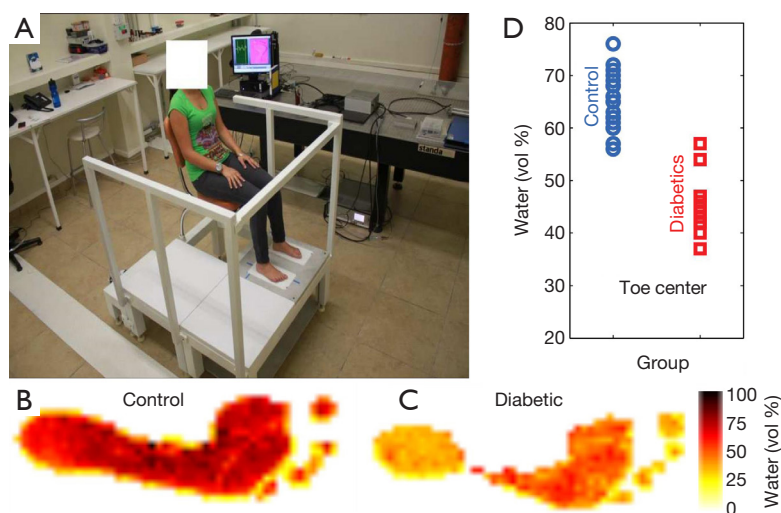 A
standa
D
80
70
60
50
40
30
20
Water (vol %)
Control
Diabetics
Toe center
Group
B
Control
C
Diabetic
100
75
50
25
0
Water (vol %)